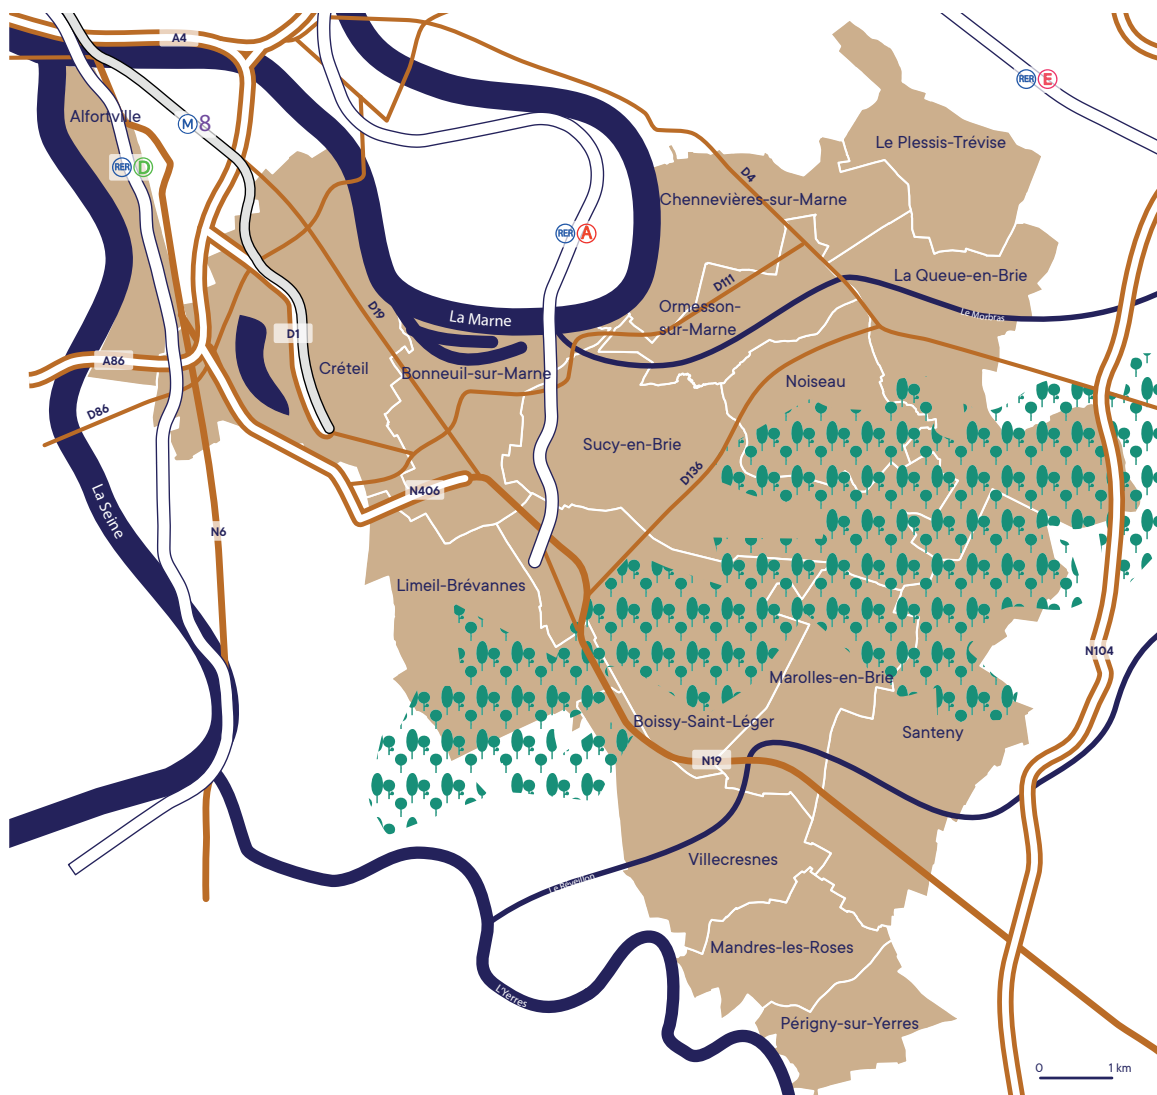 A4
RER E
Alfortville
M 8
Le Plessis-Trévise
RER D
D4
Chennevières-sur-Marne
RER A
La Queue-en-Brie
D111
Ormesson-
sur-Marne
D19
La Marne
Le Morbras
D1
A86
Créteil
Bonneuil-sur-Marne
Noiseau
D86
Sucy-en-Brie
D136
N406
La Seine
N6
Limeil-Brévannes
N104
Marolles-en-Brie
Boissy-Saint-Léger
Santeny
N19
Villecresnes
Le Réveillon
Mandres-les-Roses
L'Yerres
Périgny-sur-Yerres
0 1 km